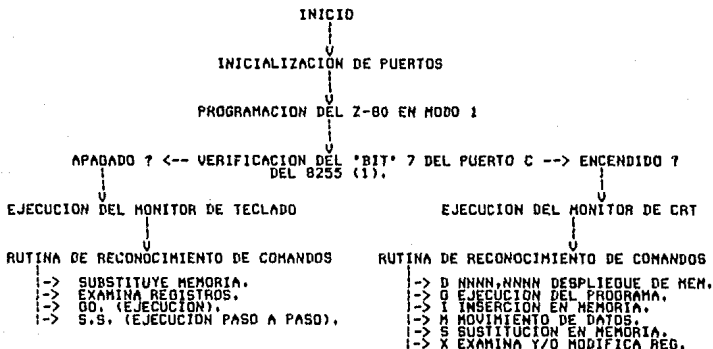 INICIO
INICIALIZACION DE PUERTOS
PROGRAMACION DEL Z-80 EN MODO 1
APAGADO ? <-- VERIFICACION DEL "BIT" 7 DEL PUERTO C --> ENCENDIDO ?
DEL 8255 (1).
EJECUCION DEL MONITOR DE TECLADO
EJECUCION DEL MONITOR DE CRT
RUTINA DE RECONOCIMIENTO DE COMANDOS
|-> SUBSTITUYE MEMORIA.
|-> EXAMINA REGISTROS.
|-> GO. (EJECUCION).
|-> S.S. (EJECUCION PASO A PASO).
RUTINA DE RECONOCIMIENTO DE COMANDOS
|-> D NNNN,NNNN DESPLIEGUE DE MEM.
|-> G EJECUCION DEL PROGRAMA.
|-> I INSERCION EN MEMORIA.
|-> M MOVIMIENTO DE DATOS.
|-> S SUSTITUCION EN MEMORIA.
|-> X EXAMINA Y/O MODIFICA REG.